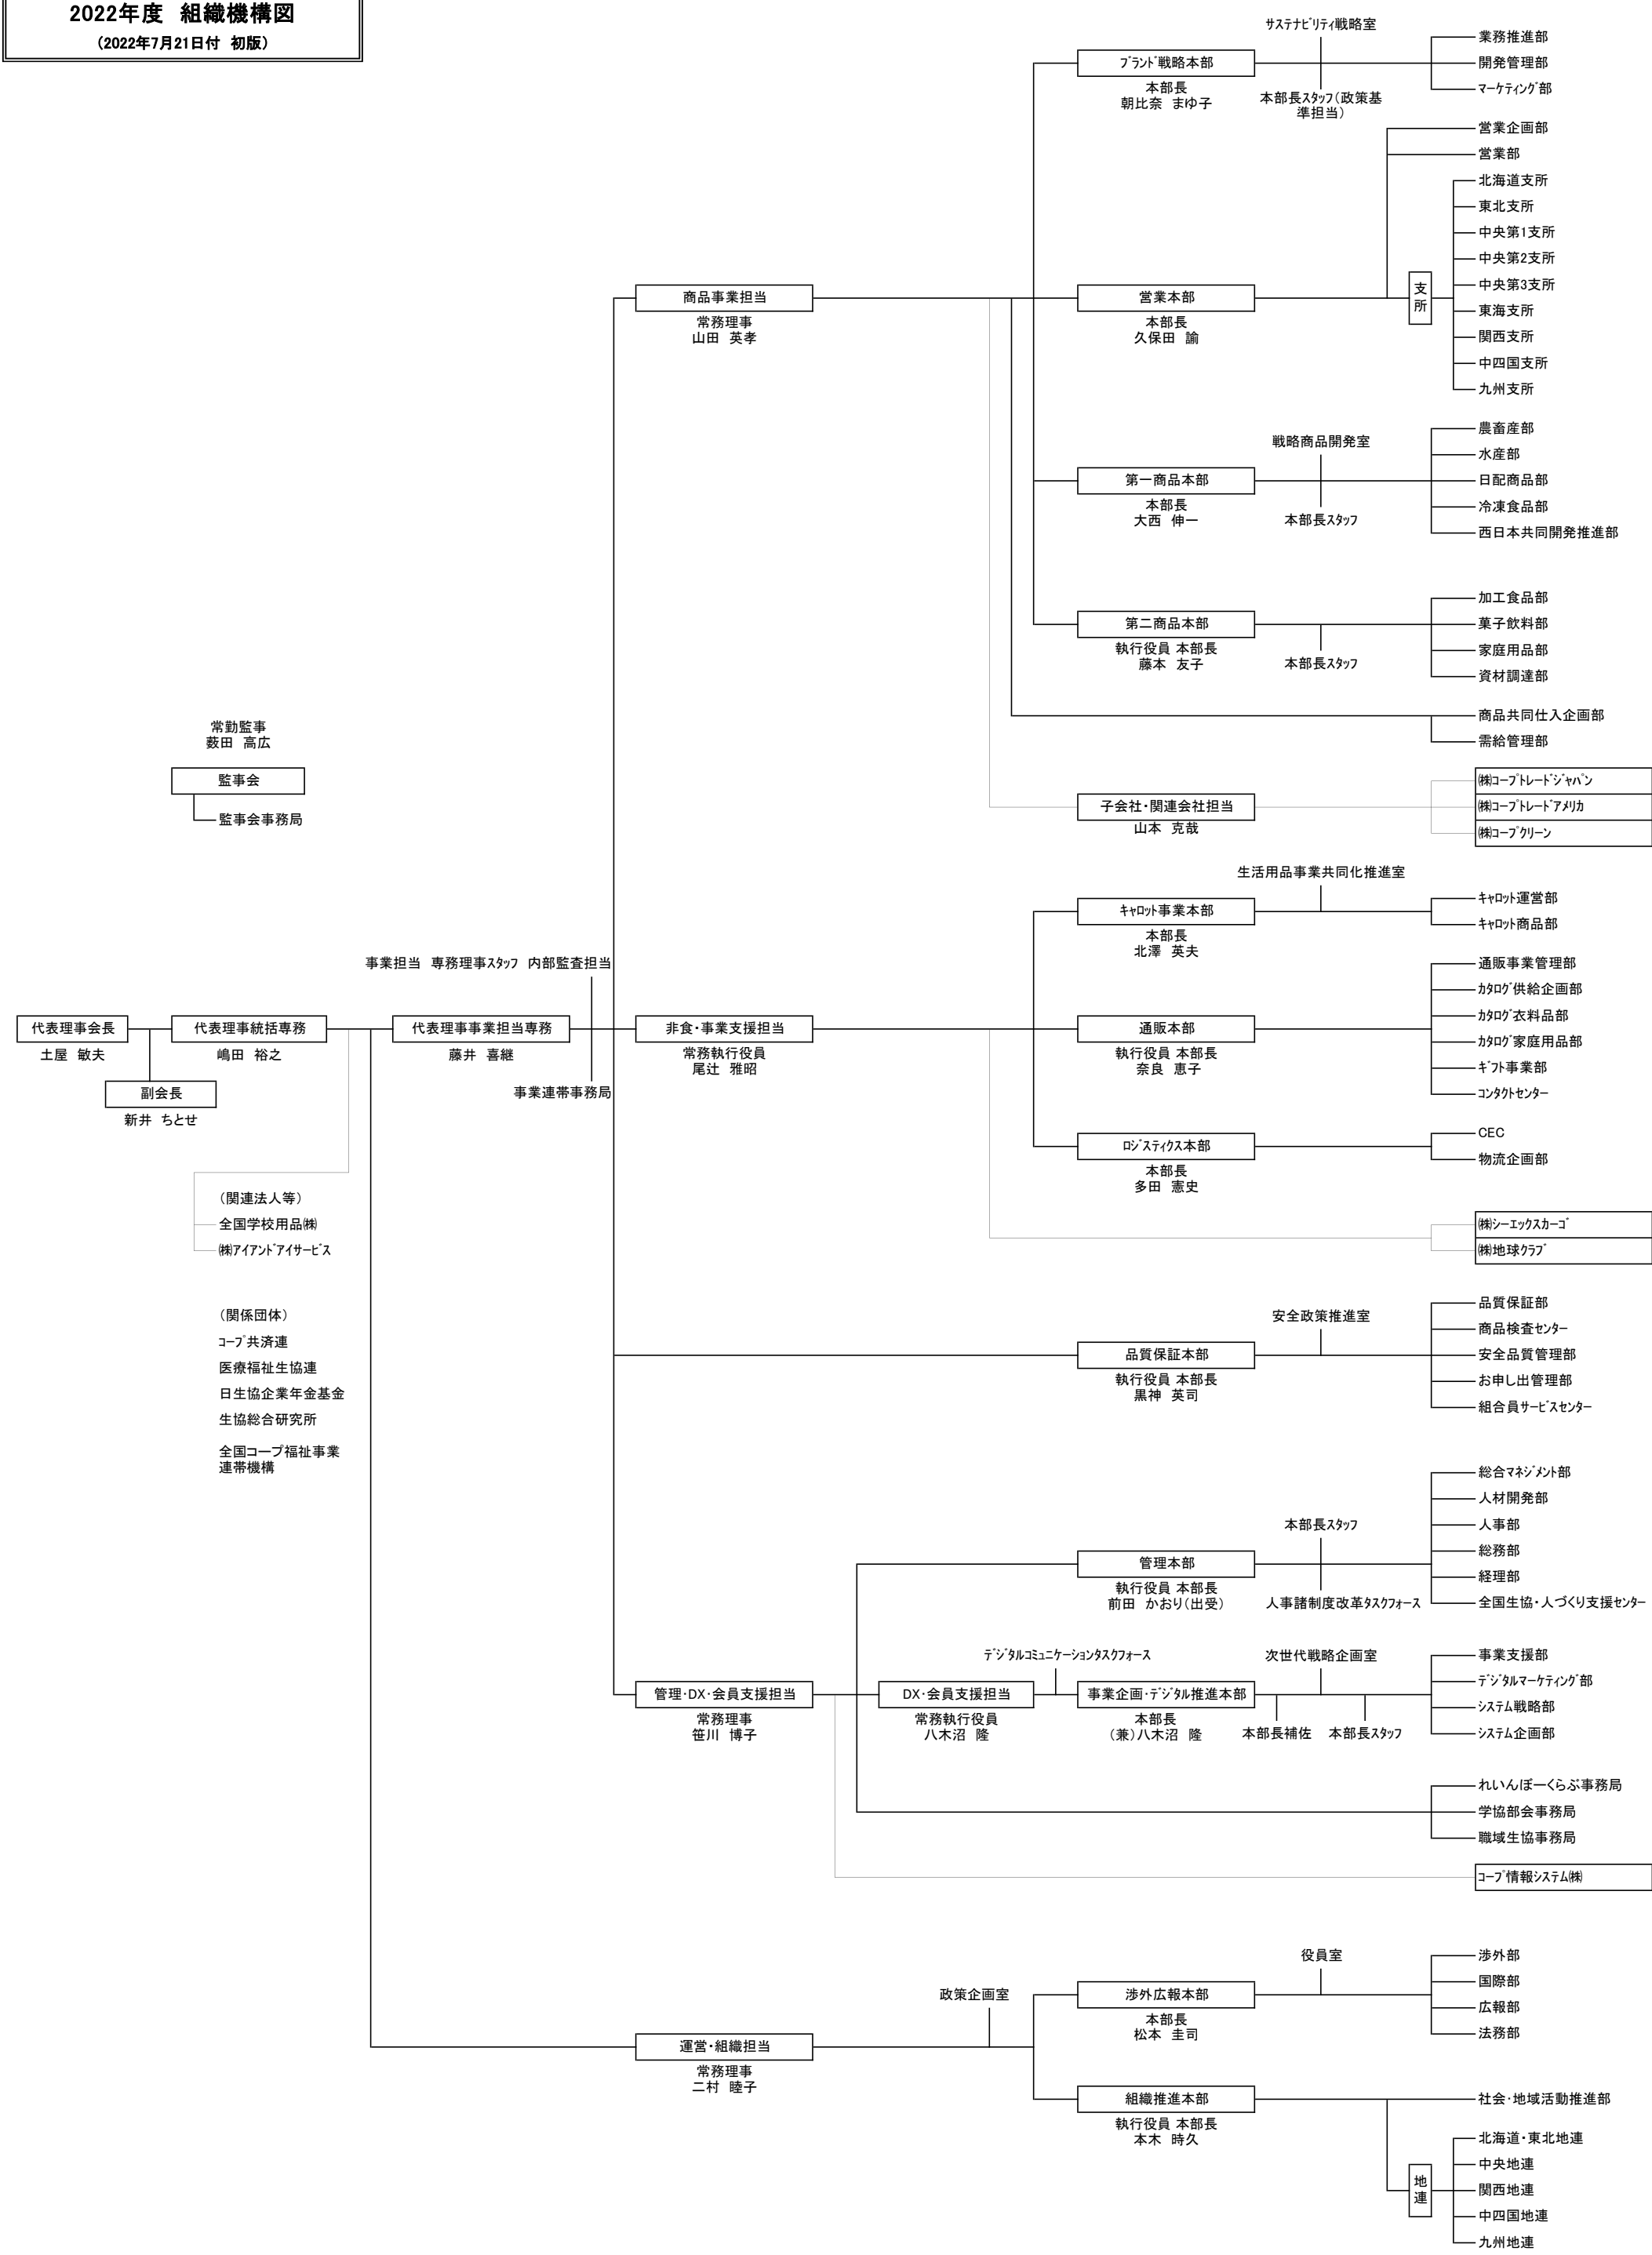 2022年度　組織機構図
（2022年7月21日付 初版）
ｻｽﾃﾅﾋﾞﾘﾃｨ戦略室
ﾌﾞﾗﾝﾄﾞ戦略本部
本部長
朝比奈 まゆ子
本部長ｽﾀｯﾌ（政策基
準担当）
業務推進部
開発管理部
ﾏｰｹﾃｨﾝｸﾞ部
営業企画部
営業部
北海道支所
東北支所
中央第1支所
中央第2支所
中央第3支所
東海支所
関西支所
中四国支所
九州支所
支所
商品事業担当
常務理事
山田 英孝
営業本部
本部長
久保田 諭
戦略商品開発室
第一商品本部
本部長
大西 伸一
本部長ｽﾀｯﾌ
農畜産部
水産部
日配商品部
冷凍食品部
西日本共同開発推進部
第二商品本部
執行役員 本部長
藤本 友子
本部長ｽﾀｯﾌ
加工食品部
菓子飲料部
家庭用品部
資材調達部
商品共同仕入企画部
需給管理部
常勤監事
薮田 高広
監事会
監事会事務局
子会社・関連会社担当
山本 克哉
㈱ｺｰﾌﾟﾄﾚｰﾄﾞｼﾞｬﾊﾟﾝ
㈱ｺｰﾌﾟﾄﾚｰﾄﾞｱﾒﾘｶ
㈱ｺｰﾌﾟｸﾘｰﾝ
生活用品事業共同化推進室
ｷｬﾛｯﾄ事業本部
本部長
北澤 英夫
ｷｬﾛｯﾄ運営部
ｷｬﾛｯﾄ商品部
事業担当 専務理事ｽﾀｯﾌ 内部監査担当
代表理事会長
土屋 敏夫
代表理事統括専務
嶋田 裕之
代表理事事業担当専務
藤井 喜継
副会長
新井 ちとせ
事業連帯事務局
非食・事業支援担当
常務執行役員
尾辻 雅昭
通販本部
執行役員 本部長
奈良 恵子
通販事業管理部
ｶﾀﾛｸﾞ供給企画部
ｶﾀﾛｸﾞ衣料品部
ｶﾀﾛｸﾞ家庭用品部
ｷﾞﾌﾄ事業部
ｺﾝﾀｸﾄｾﾝﾀｰ
ﾛｼﾞｽﾃｨｸｽ本部
本部長
多田 憲史
CEC
物流企画部
（関連法人等）
全国学校用品㈱
㈱ｱｲｱﾝﾄﾞｱｲｻｰﾋﾞｽ
㈱ｼｰｴｯｸｽｶｰｺﾞ
㈱地球ｸﾗﾌﾞ
（関係団体）
ｺｰﾌﾟ共済連
医療福祉生協連
日生協企業年金基金
生協総合研究所
全国コープ福祉事業
連帯機構
安全政策推進室
品質保証本部
執行役員 本部長
黒神 英司
品質保証部
商品検査ｾﾝﾀｰ
安全品質管理部
お申し出管理部
組合員ｻｰﾋﾞｽｾﾝﾀｰ
本部長ｽﾀｯﾌ
管理本部
執行役員 本部長
前田 かおり（出受）
人事諸制度改革ﾀｽｸﾌｫｰｽ
総合ﾏﾈｼﾞﾒﾝﾄ部
人材開発部
人事部
総務部
経理部
全国生協・人づくり支援ｾﾝﾀｰ
ﾃﾞｼﾞﾀﾙｺﾐｭﾆｹｰｼｮﾝﾀｽｸﾌｫｰｽ
次世代戦略企画室
管理・DX・会員支援担当
常務理事
笹川 博子
DX・会員支援担当
常務執行役員
八木沼 隆
事業企画・ﾃﾞｼﾞﾀﾙ推進本部
本部長
（兼）八木沼 隆
本部長補佐
本部長ｽﾀｯﾌ
事業支援部
ﾃﾞｼﾞﾀﾙﾏｰｹﾃｨﾝｸﾞ部
ｼｽﾃﾑ戦略部
ｼｽﾃﾑ企画部
れいんぼーくらぶ事務局
学協部会事務局
職域生協事務局
ｺｰﾌﾟ情報ｼｽﾃﾑ㈱
役員室
政策企画室
渉外広報本部
本部長
松本 圭司
渉外部
国際部
広報部
法務部
運営・組織担当
常務理事
二村 睦子
組織推進本部
執行役員 本部長
本木 時久
社会・地域活動推進部
北海道・東北地連
中央地連
関西地連
中四国地連
九州地連
地連